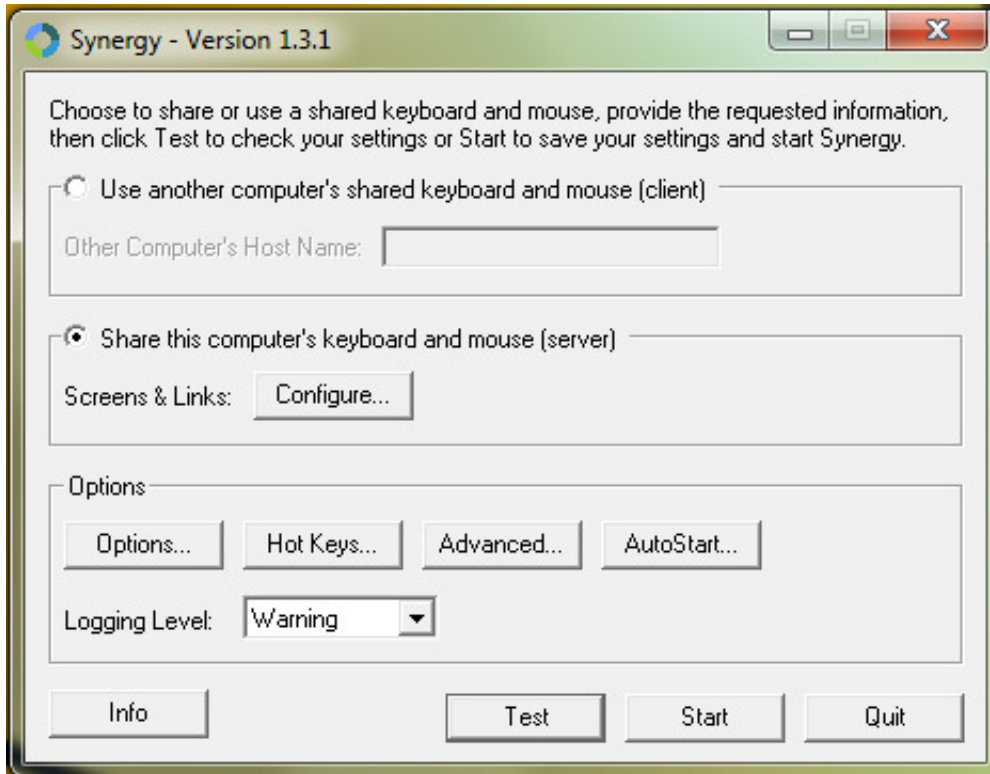 Synergy - Version 1.3.1
Choose to share or use a shared keyboard and mouse, provide the requested information,
then click Test to check your settings or Start to save your settings and start Synergy.
Use another computer's shared keyboard and mouse (client)
Other Computer's Host Name:
Share this computer's keyboard and mouse (server)
Screens & Links: Configure...
Options
Options... Hot Keys... Advanced... AutoStart...
Logging Level: Warning
Info Test Start Quit